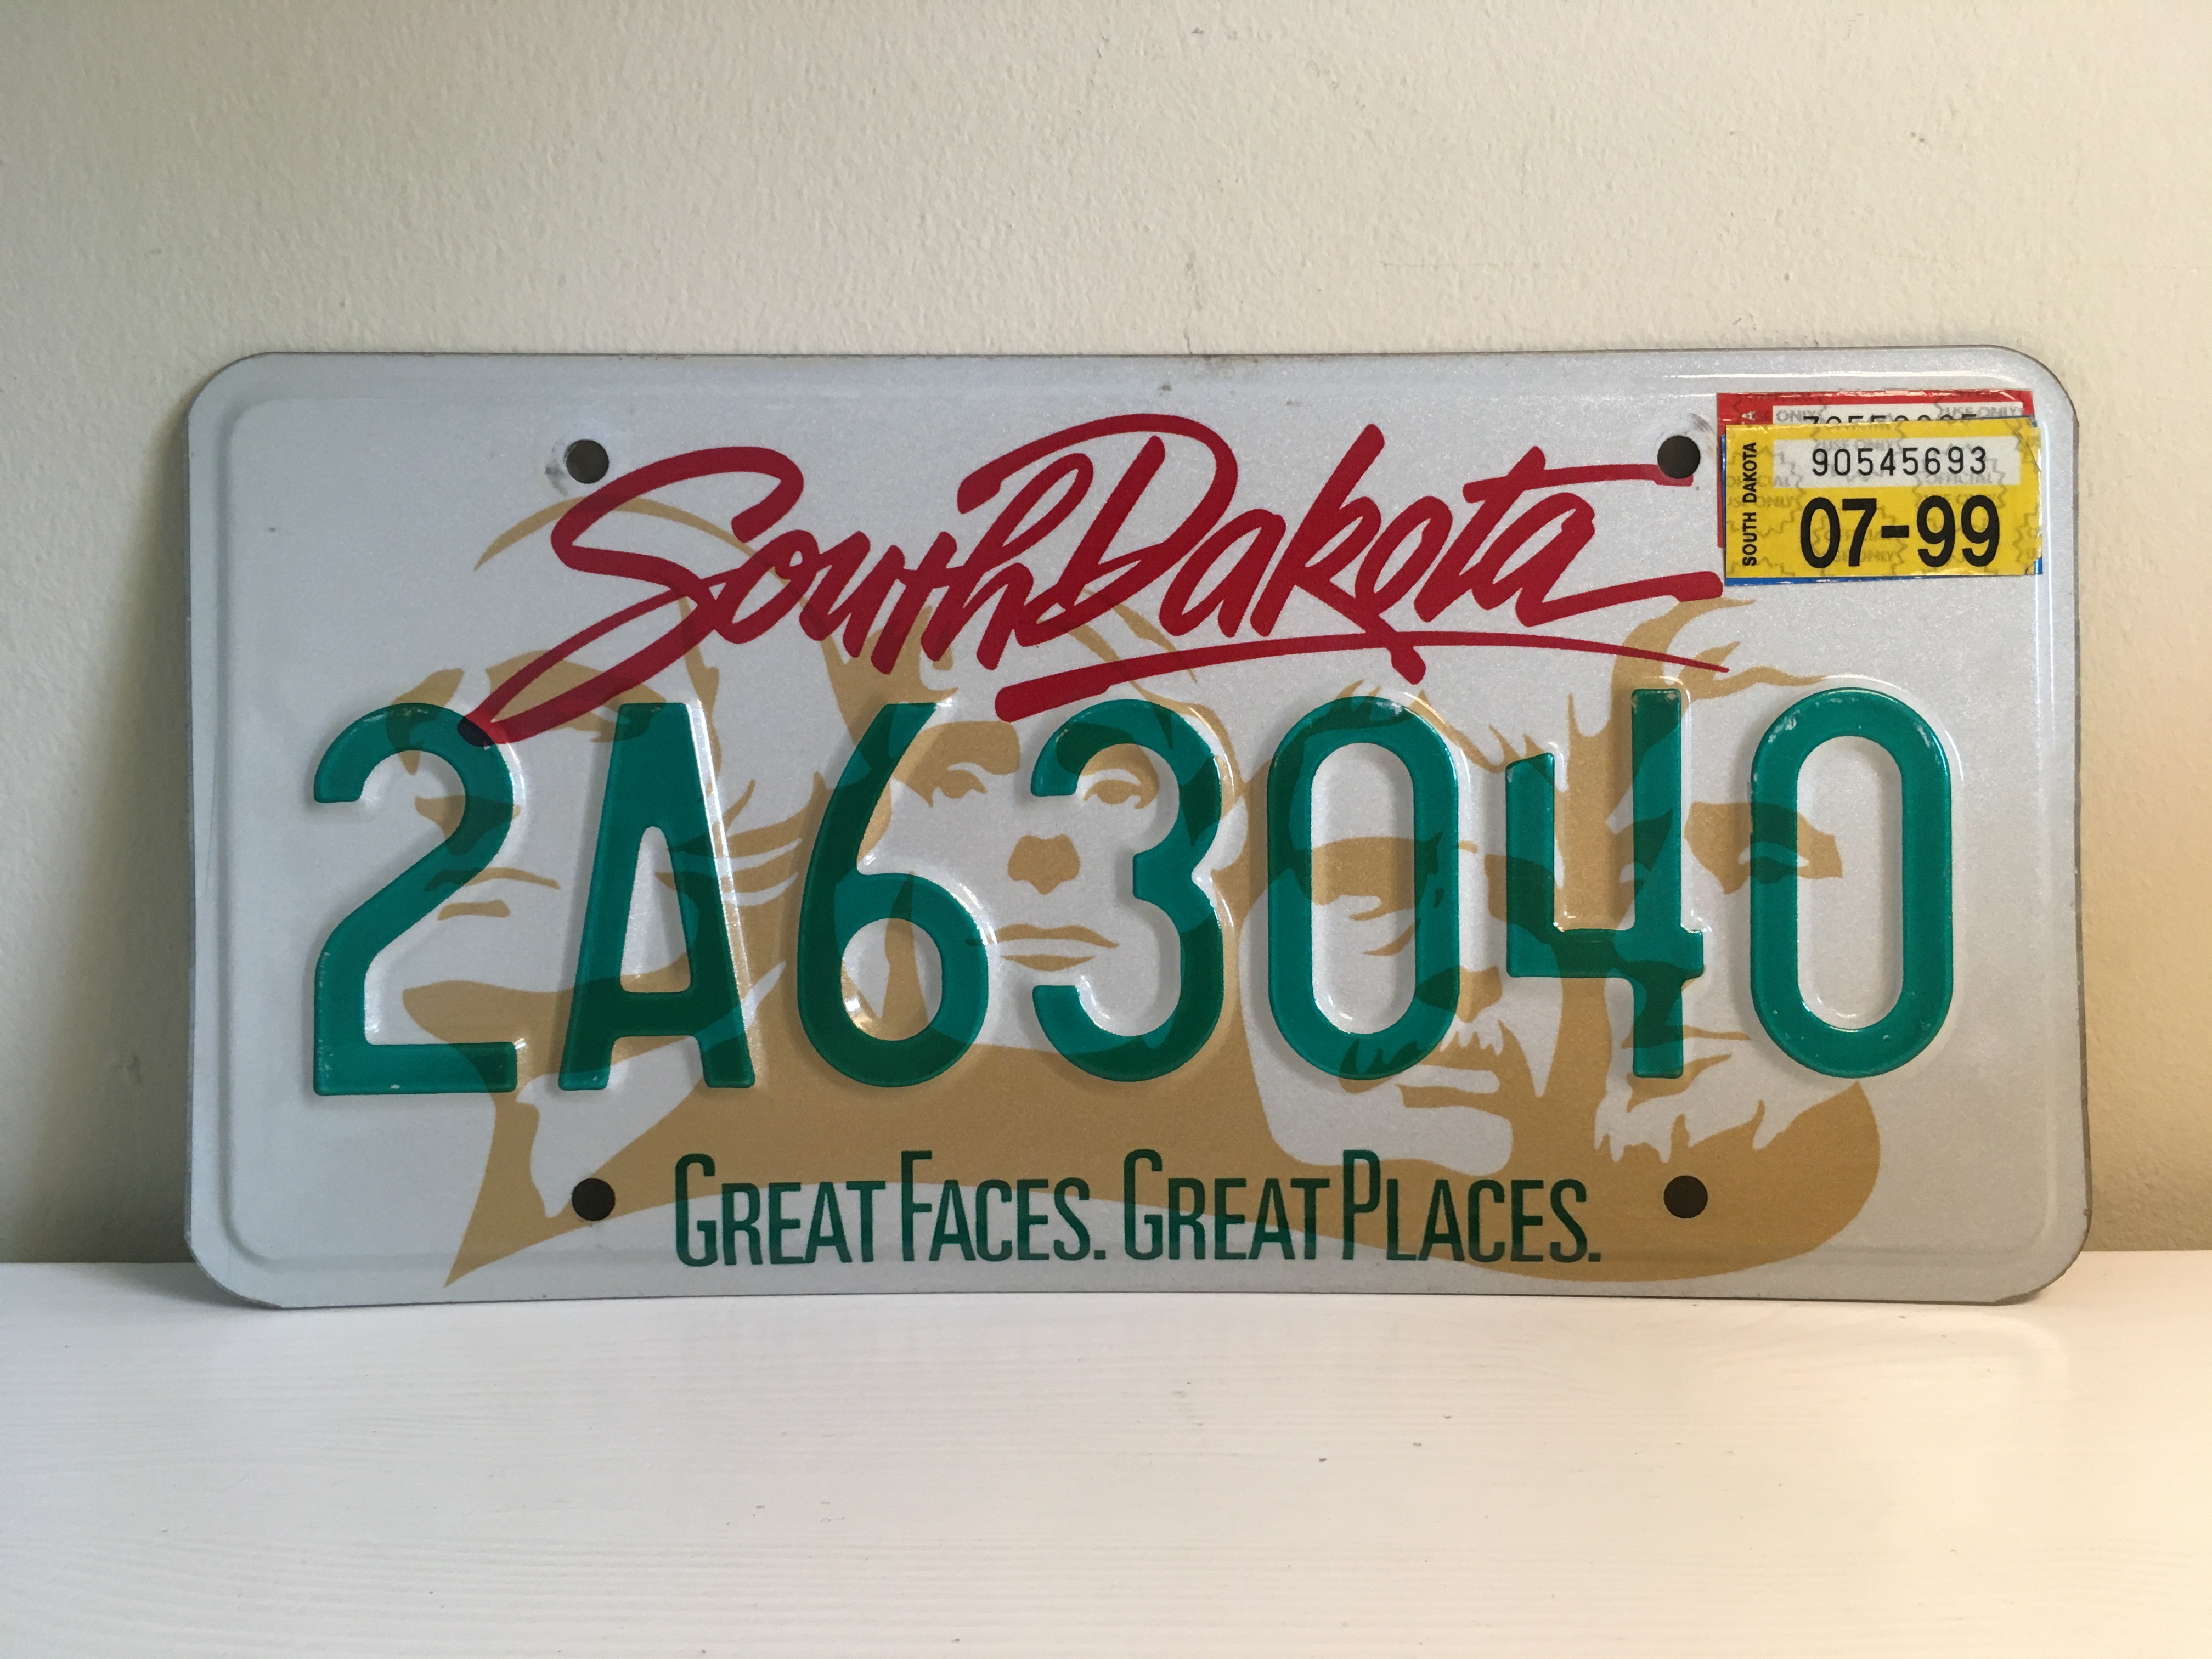 South Dakota
90545693
SOUTH DAKOTA
07-99
2A63040
GREAT FACES. GREAT PLACES.